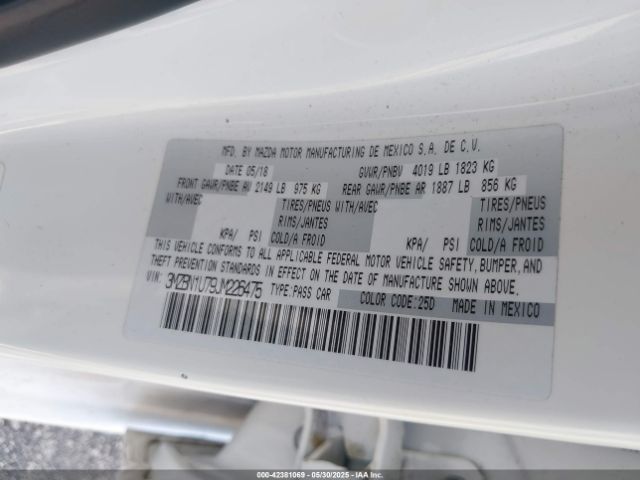 MFD. BY MAZDA MOTOR MANUFACTURING DE MEXICO S.A. DE C.V.
DATE 05/18 GVWR/PNBV 4019 LB 1823 KG
FRONT GAWR/PNBE AV 2149 LB 975 KG REAR GAWR/PNBE AR 1887 LB 856 KG
WITH/AVEC TIRES/PNEUS WITH/AVEC TIRES/PNEUS
RIMS/JANTES RIMS/JANTES
KPA/ PSI COLD/A FROID KPA/ PSI COLD/A FROID
THIS VEHICLE CONFORMS TO ALL APPLICABLE FEDERAL MOTOR VEHICLE SAFETY, BUMPER, AND
THEFT PREVENTION STANDARDS IN EFFECT ON THE DATE OF MANUFACTURE SHOWN ABOVE.
VIN: 3MZBN1U79JM226475 TYPE:PASS CAR
COLOR CODE:25D MADE IN MEXICO
000-42381069 — 05/30/2025 — IAAI.COM